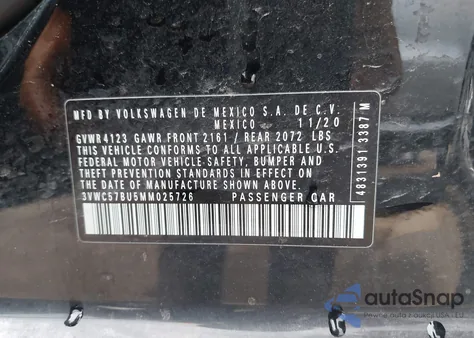 MFD BY VOLKSWAGEN DE MEXICO S.A. DE C.V.
MEXICO 11/20
GVWR 4123 GAWR FRONT 2161 / REAR 2072 LBS
THIS VEHICLE CONFORMS TO ALL APPLICABLE U.S.
FEDERAL MOTOR VEHICLE SAFETY, BUMPER AND
THEFT PREVENTION STANDARDS IN EFFECT ON THE
DATE OF MANUFACTURE SHOWN ABOVE.
3VWC57BU5MM025726 PASSENGER CAR
4831391 3387 M
autoSnap